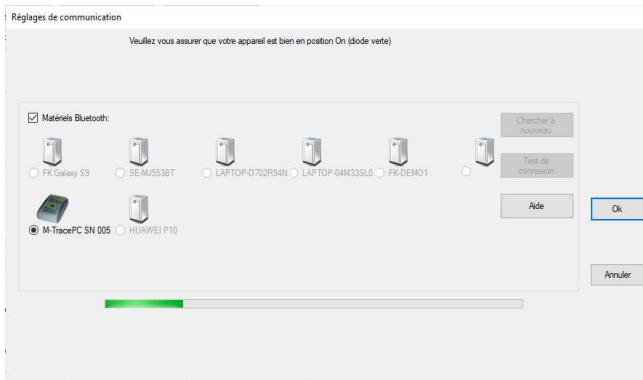 Réglages de communication
Veuillez vous assurer que votre appareil est bien en position On (diode verte)
Matériels Bluetooth:
Chercher à
nouveau
FK Galaxy S9
SE-MJ553BT
LAPTOP-D702R84N
LAPTOP-04M33SL0
FK-DEMO1
Test de
connexion
Aide
Ok
M-TracePC SN 005
HUAWEI P10
Annuler